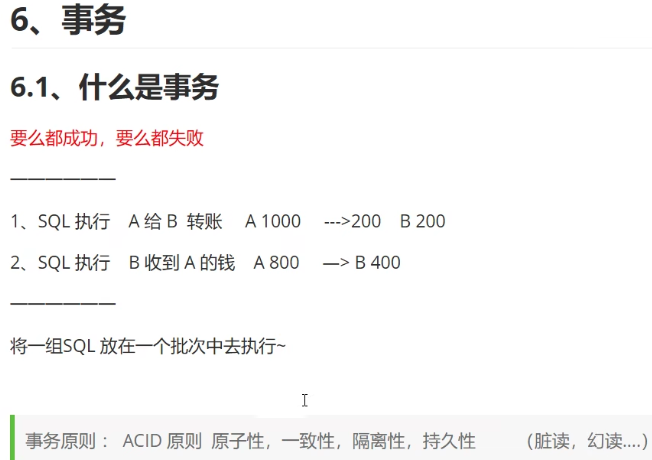 6、事务
6.1、什么是事务
要么都成功，要么都失败
——————
1、SQL 执行 A 给 B 转账 A 1000 --->200 B 200
2、SQL 执行 B 收到 A 的钱 A 800 —> B 400
——————
将一组SQL 放在一个批次中去执行~
事务原则： ACID 原则 原子性，一致性，隔离性，持久性 （脏读，幻读....）